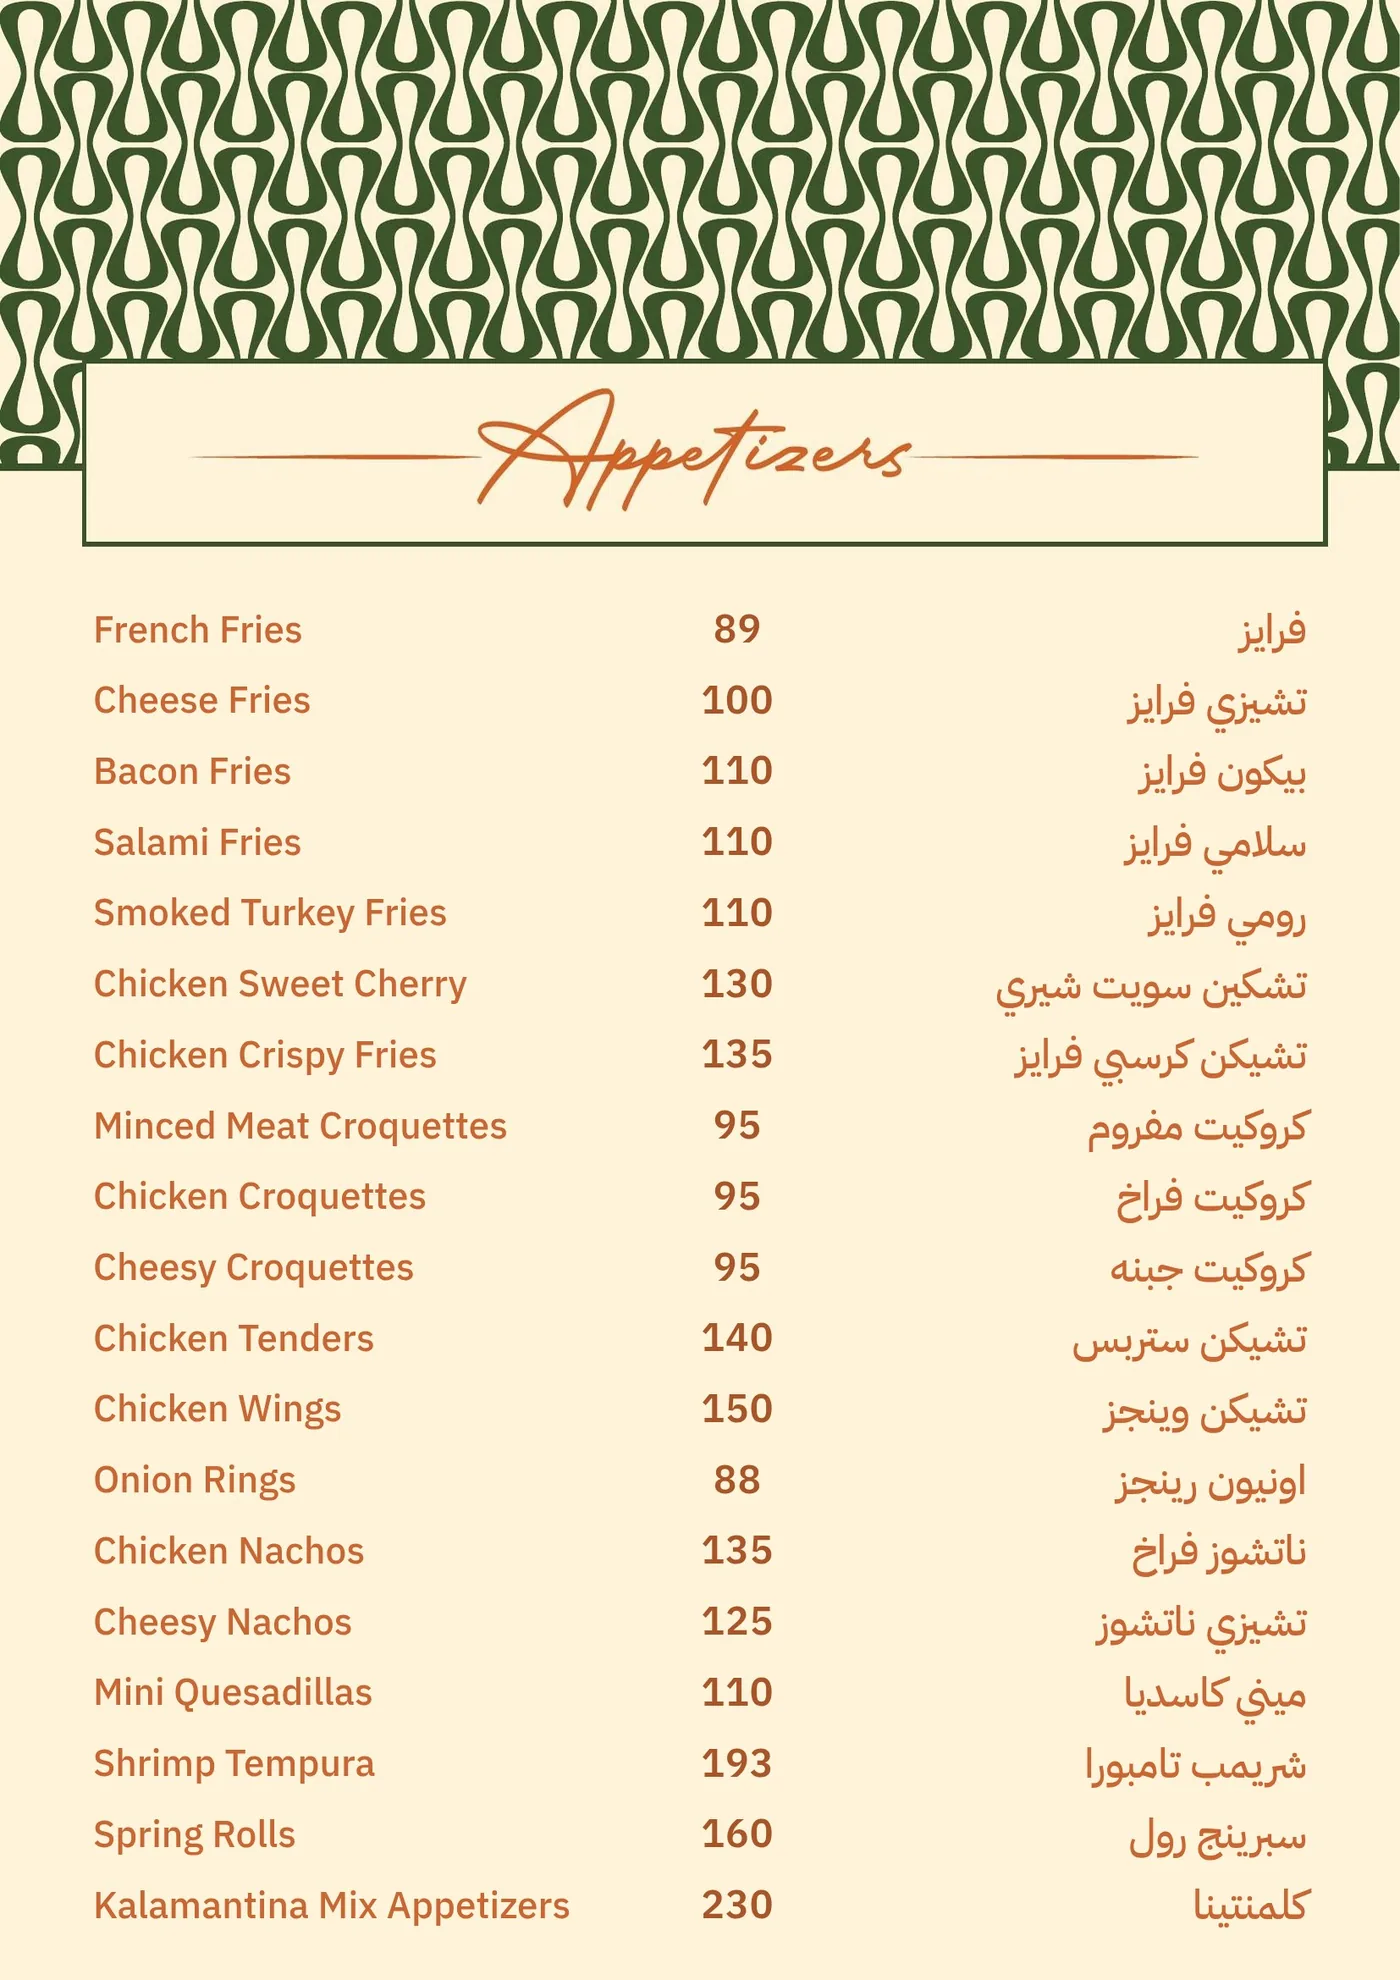 Appetizers
French Fries 89 فرايز
Cheese Fries 100 تشيزي فرايز
Bacon Fries 110 بيكون فرايز
Salami Fries 110 سلامي فرايز
Smoked Turkey Fries 110 رومي فرايز
Chicken Sweet Cherry 130 تشكين سويت شيري
Chicken Crispy Fries 135 تشيكن كرسبي فرايز
Minced Meat Croquettes 95 كروكيت مفروم
Chicken Croquettes 95 كروكيت فراخ
Cheesy Croquettes 95 كروكيت جبنه
Chicken Tenders 140 تشيكن ستربس
Chicken Wings 150 تشيكن وينجز
Onion Rings 88 اونيون رينجز
Chicken Nachos 135 ناتشوز فراخ
Cheesy Nachos 125 تشيزي ناتشوز
Mini Quesadillas 110 ميني كاسديا
Shrimp Tempura 193 شريمب تامبورا
Spring Rolls 160 سبرينج رول
Kalamantina Mix Appetizers 230 كلمنتينا